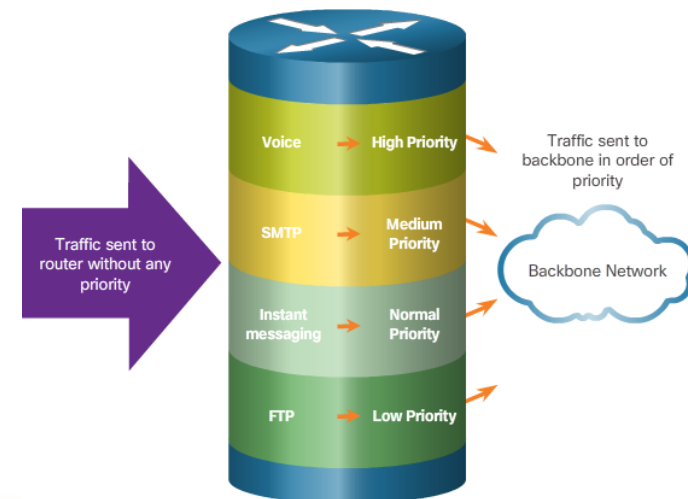 Traffic sent to
router without any
priority
Voice
High Priority
SMTP
Medium
Priority
Instant
messaging
Normal
Priority
FTP
Low Priority
Traffic sent to
backbone in order of
priority
Backbone Network